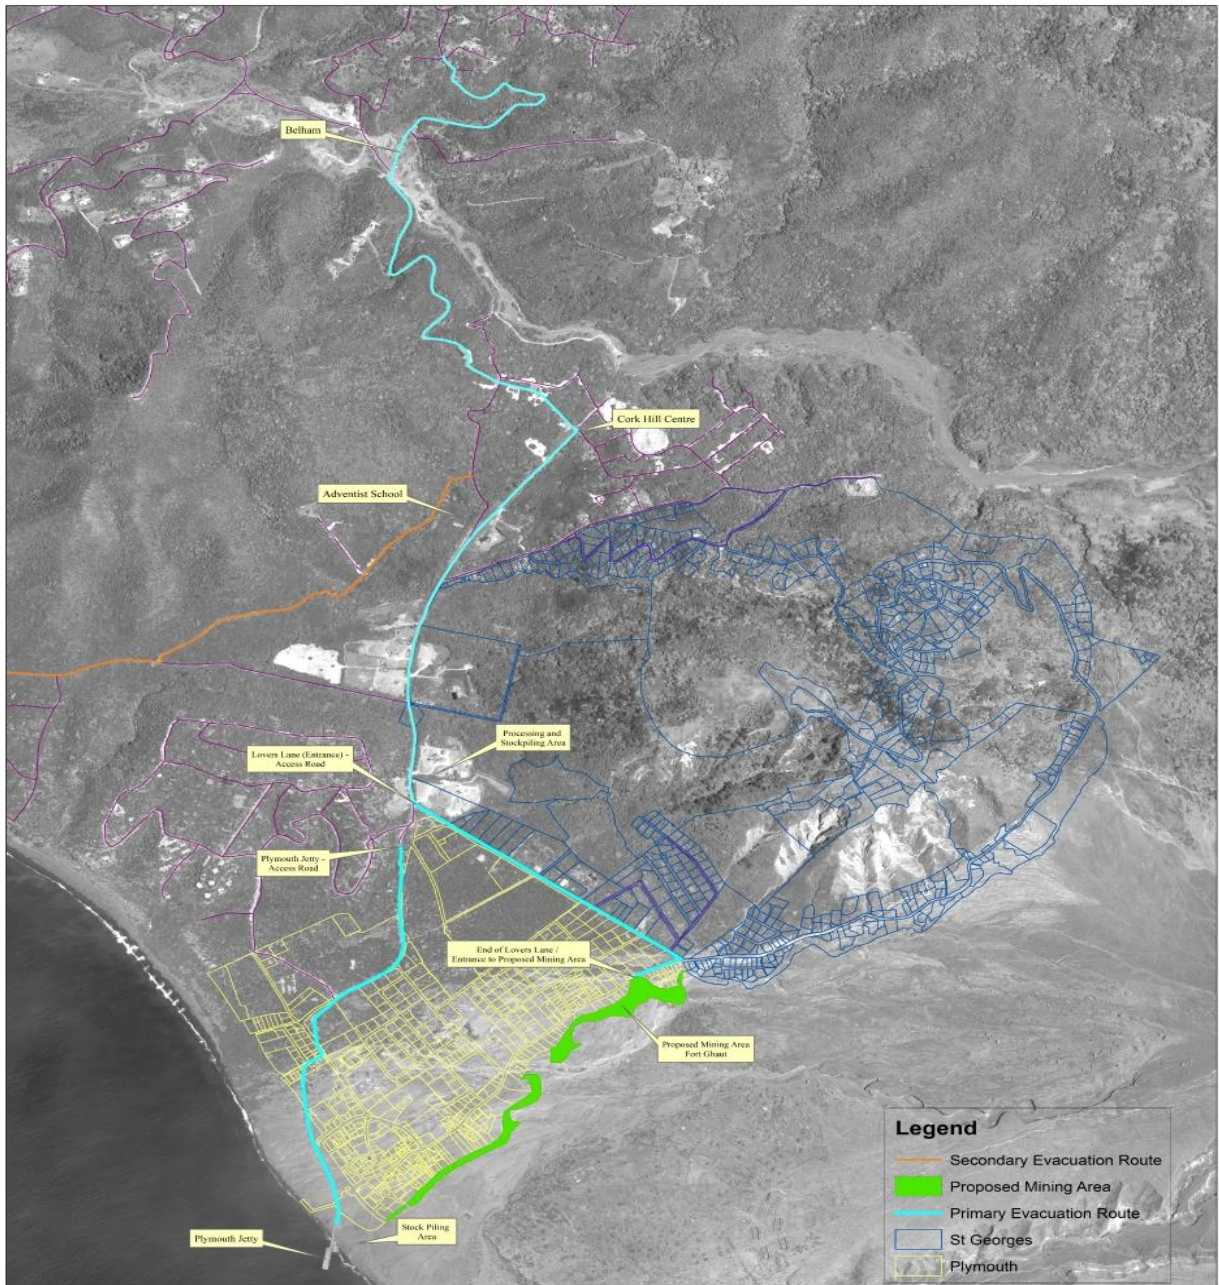 Belham
Cork Hill Centre
Adventist School
Processing and
Stockpiling Area
Lovers Lane (Entrance) -
Access Road
Plymouth Jetty -
Access Road
End of Lovers Lane /
Entrance to Proposed Mining Area
Proposed Mining Area
Fort Ghaut
Stock Piling
Area
Plymouth Jetty
Legend
Secondary Evacuation Route
Proposed Mining Area
Primary Evacuation Route
St Georges
Plymouth